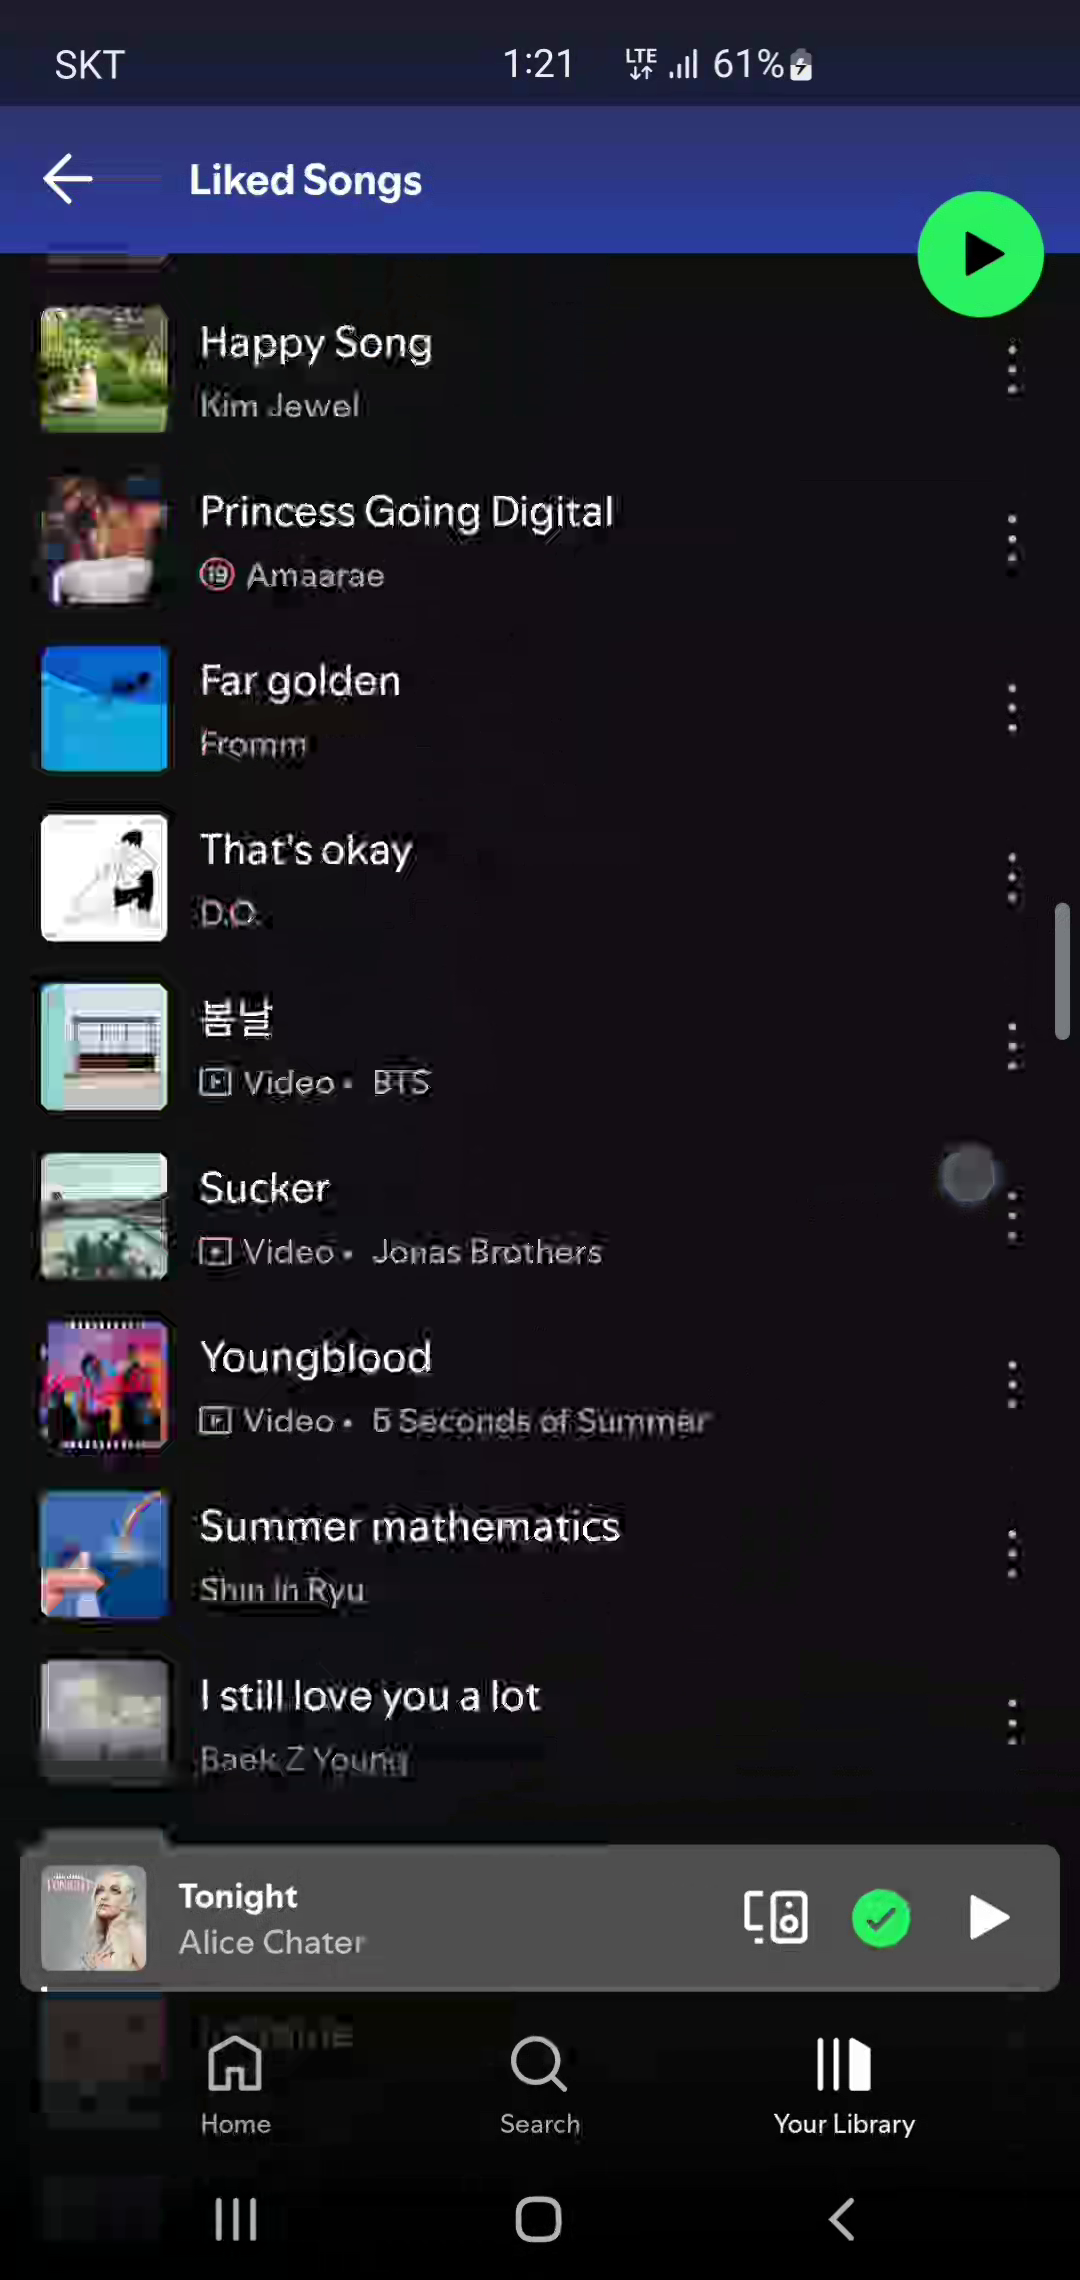 SKT
1:21 LTE 61%
Liked Songs
Happy Song
Kim Jewel
Princess Going Digital
19 Amaarae
Far golden
Fromm
That's okay
D.O.
봄날
Video • BTS
Sucker
Video • Jonas Brothers
Youngblood
Video • 5 Seconds of Summer
Summer mathematics
Shin In Ryu
I still love you a lot
Baek Z Young
TONIGHT
Tonight
Alice Chater
Home
Search
Your Library